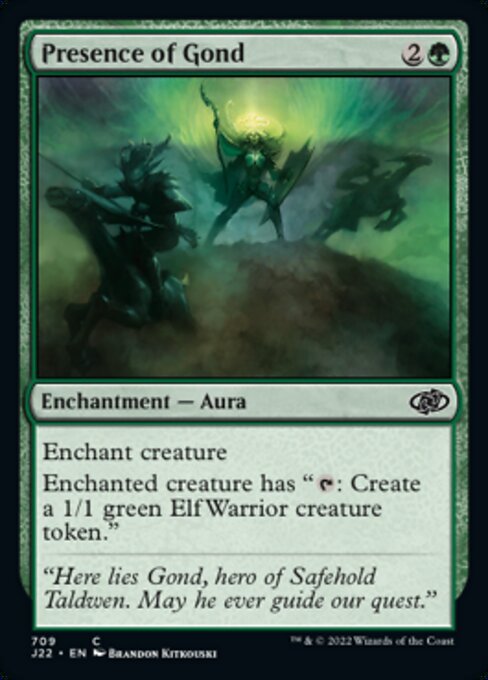 Presence of Gond 2
Enchantment — Aura
Enchant creature
Enchanted creature has “ : Create
a 1/1 green Elf Warrior creature
token.”
“Here lies Gond, hero of Safehold
Taldwen. May he ever guide our quest.”
709 C
J22 • EN Brandon Kitkouski
™ & © 2022 Wizards of the Coast